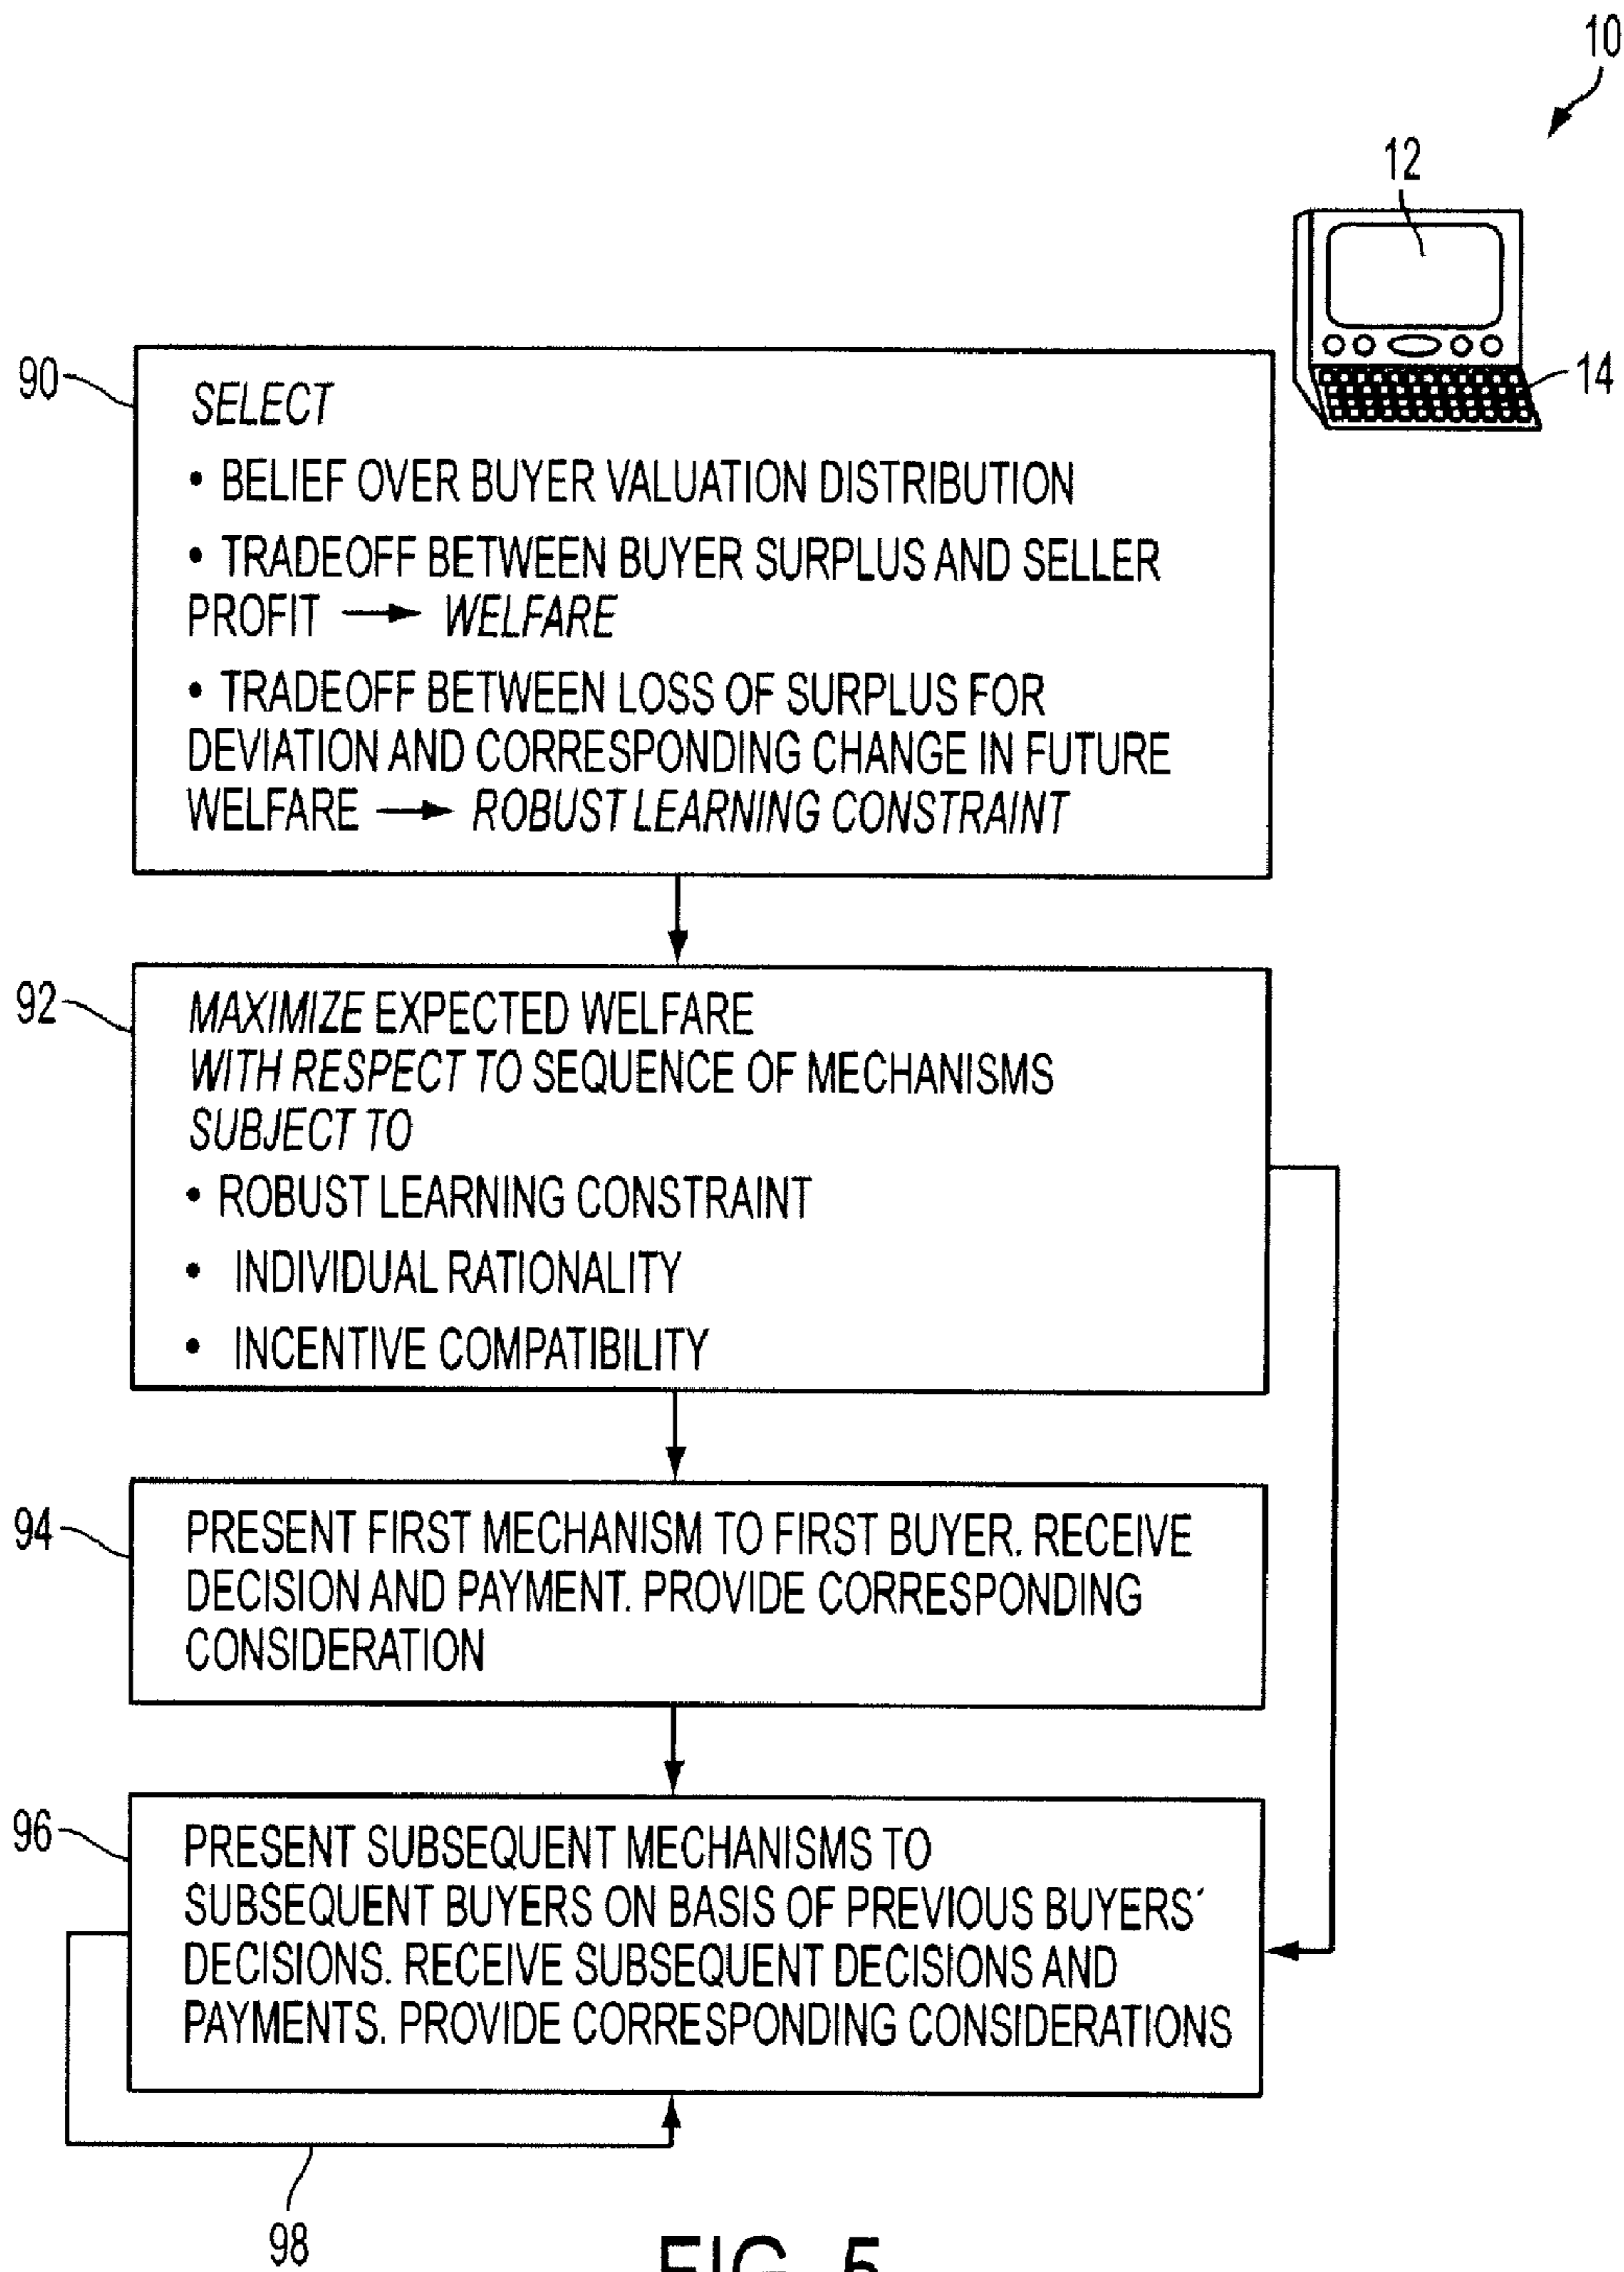 10
12
14
90
SELECT
• BELIEF OVER BUYER VALUATION DISTRIBUTION
• TRADEOFF BETWEEN BUYER SURPLUS AND SELLER
PROFIT → WELFARE
• TRADEOFF BETWEEN LOSS OF SURPLUS FOR
DEVIATION AND CORRESPONDING CHANGE IN FUTURE
WELFARE → ROBUST LEARNING CONSTRAINT
92
MAXIMIZE EXPECTED WELFARE
WITH RESPECT TO SEQUENCE OF MECHANISMS
SUBJECT TO
• ROBUST LEARNING CONSTRAINT
• INDIVIDUAL RATIONALITY
• INCENTIVE COMPATIBILITY
94
PRESENT FIRST MECHANISM TO FIRST BUYER. RECEIVE
DECISION AND PAYMENT. PROVIDE CORRESPONDING
CONSIDERATION
96
PRESENT SUBSEQUENT MECHANISMS TO
SUBSEQUENT BUYERS ON BASIS OF PREVIOUS BUYERS´
DECISIONS. RECEIVE SUBSEQUENT DECISIONS AND
PAYMENTS. PROVIDE CORRESPONDING CONSIDERATIONS
98
FIG. 5